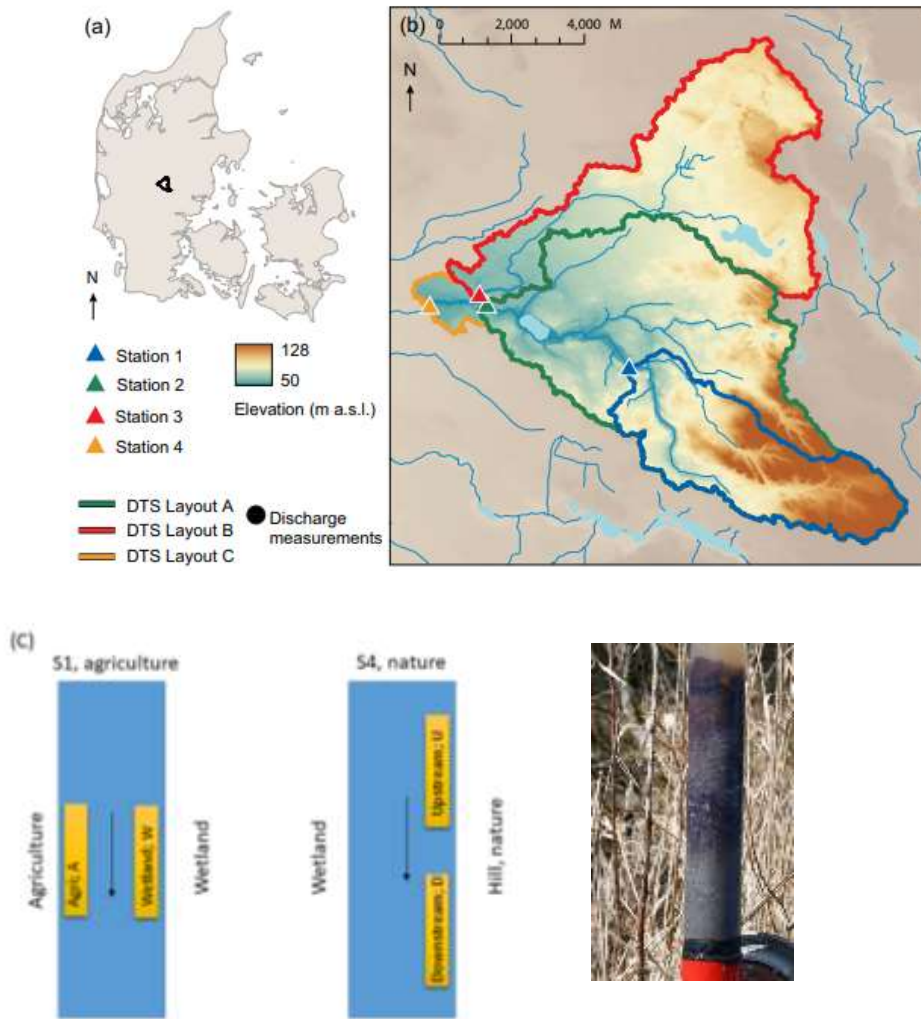 (a)
N
Station 1
Station 2
Station 3
Station 4
128
50
Elevation (m a.s.l.)
DTS Layout A
DTS Layout B
DTS Layout C
Discharge
measurements
(b)
0 2,000 4,000 M
N
(C)
S1, agriculture
Agriculture
Agri; A
Wetland; W
Wetland
S4, nature
Wetland
Upstream; U
Downstream; D
Hill, nature